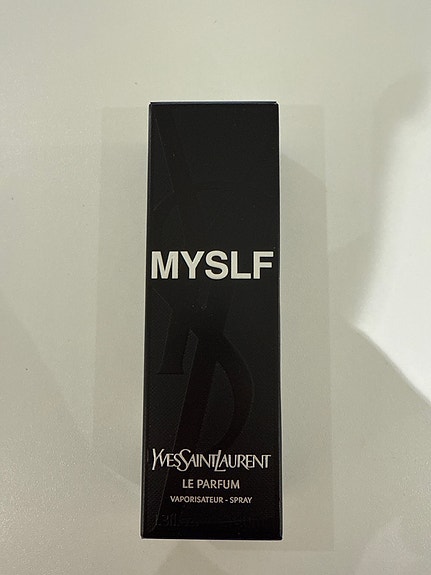 MYSLF
YVESSAINTLAURENT
LE PARFUM
VAPORISATEUR - SPRAY